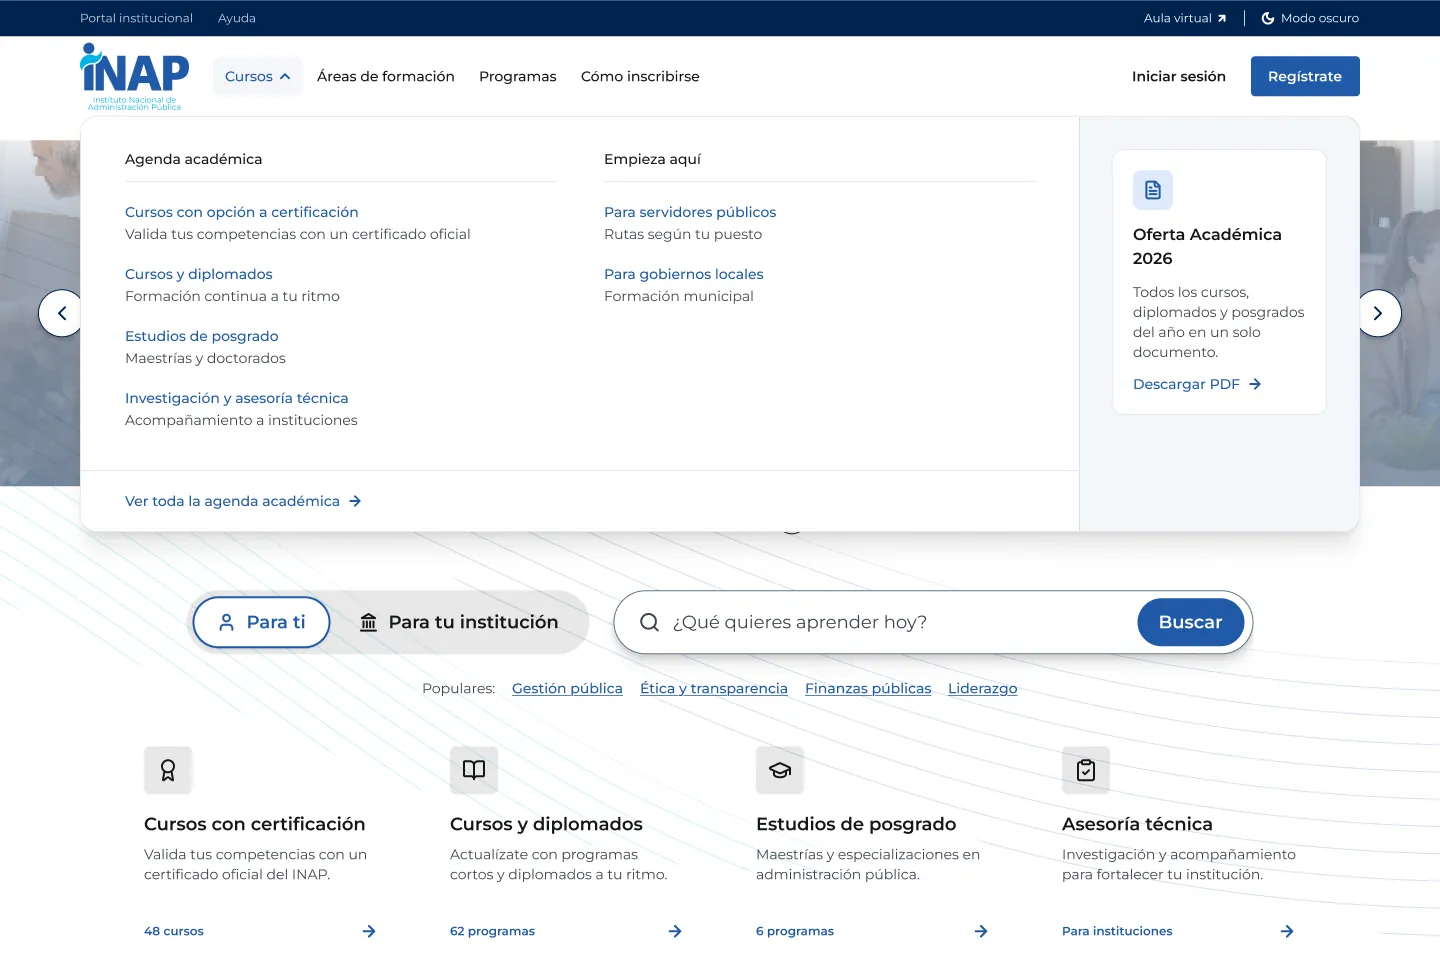 Portal institucional
Ayuda
Aula virtual
Modo oscuro
INAP
Instituto Nacional de
Administración Pública
Cursos
Áreas de formación
Programas
Cómo inscribirse
Iniciar sesión
Regístrate
Agenda académica
Cursos con opción a certificación
Valida tus competencias con un certificado oficial
Cursos y diplomados
Formación continua a tu ritmo
Estudios de posgrado
Maestrías y doctorados
Investigación y asesoría técnica
Acompañamiento a instituciones
Ver toda la agenda académica
Empieza aquí
Para servidores públicos
Rutas según tu puesto
Para gobiernos locales
Formación municipal
Oferta Académica
2026
Todos los cursos,
diplomados y posgrados
del año en un solo
documento.
Descargar PDF
Para ti
Para tu institución
¿Qué quieres aprender hoy?
Buscar
Populares: Gestión pública Ética y transparencia Finanzas públicas Liderazgo
Cursos con certificación
Valida tus competencias con un
certificado oficial del INAP.
48 cursos
Cursos y diplomados
Actualízate con programas
cortos y diplomados a tu ritmo.
62 programas
Estudios de posgrado
Maestrías y especializaciones en
administración pública.
6 programas
Asesoría técnica
Investigación y acompañamiento
para fortalecer tu institución.
Para instituciones